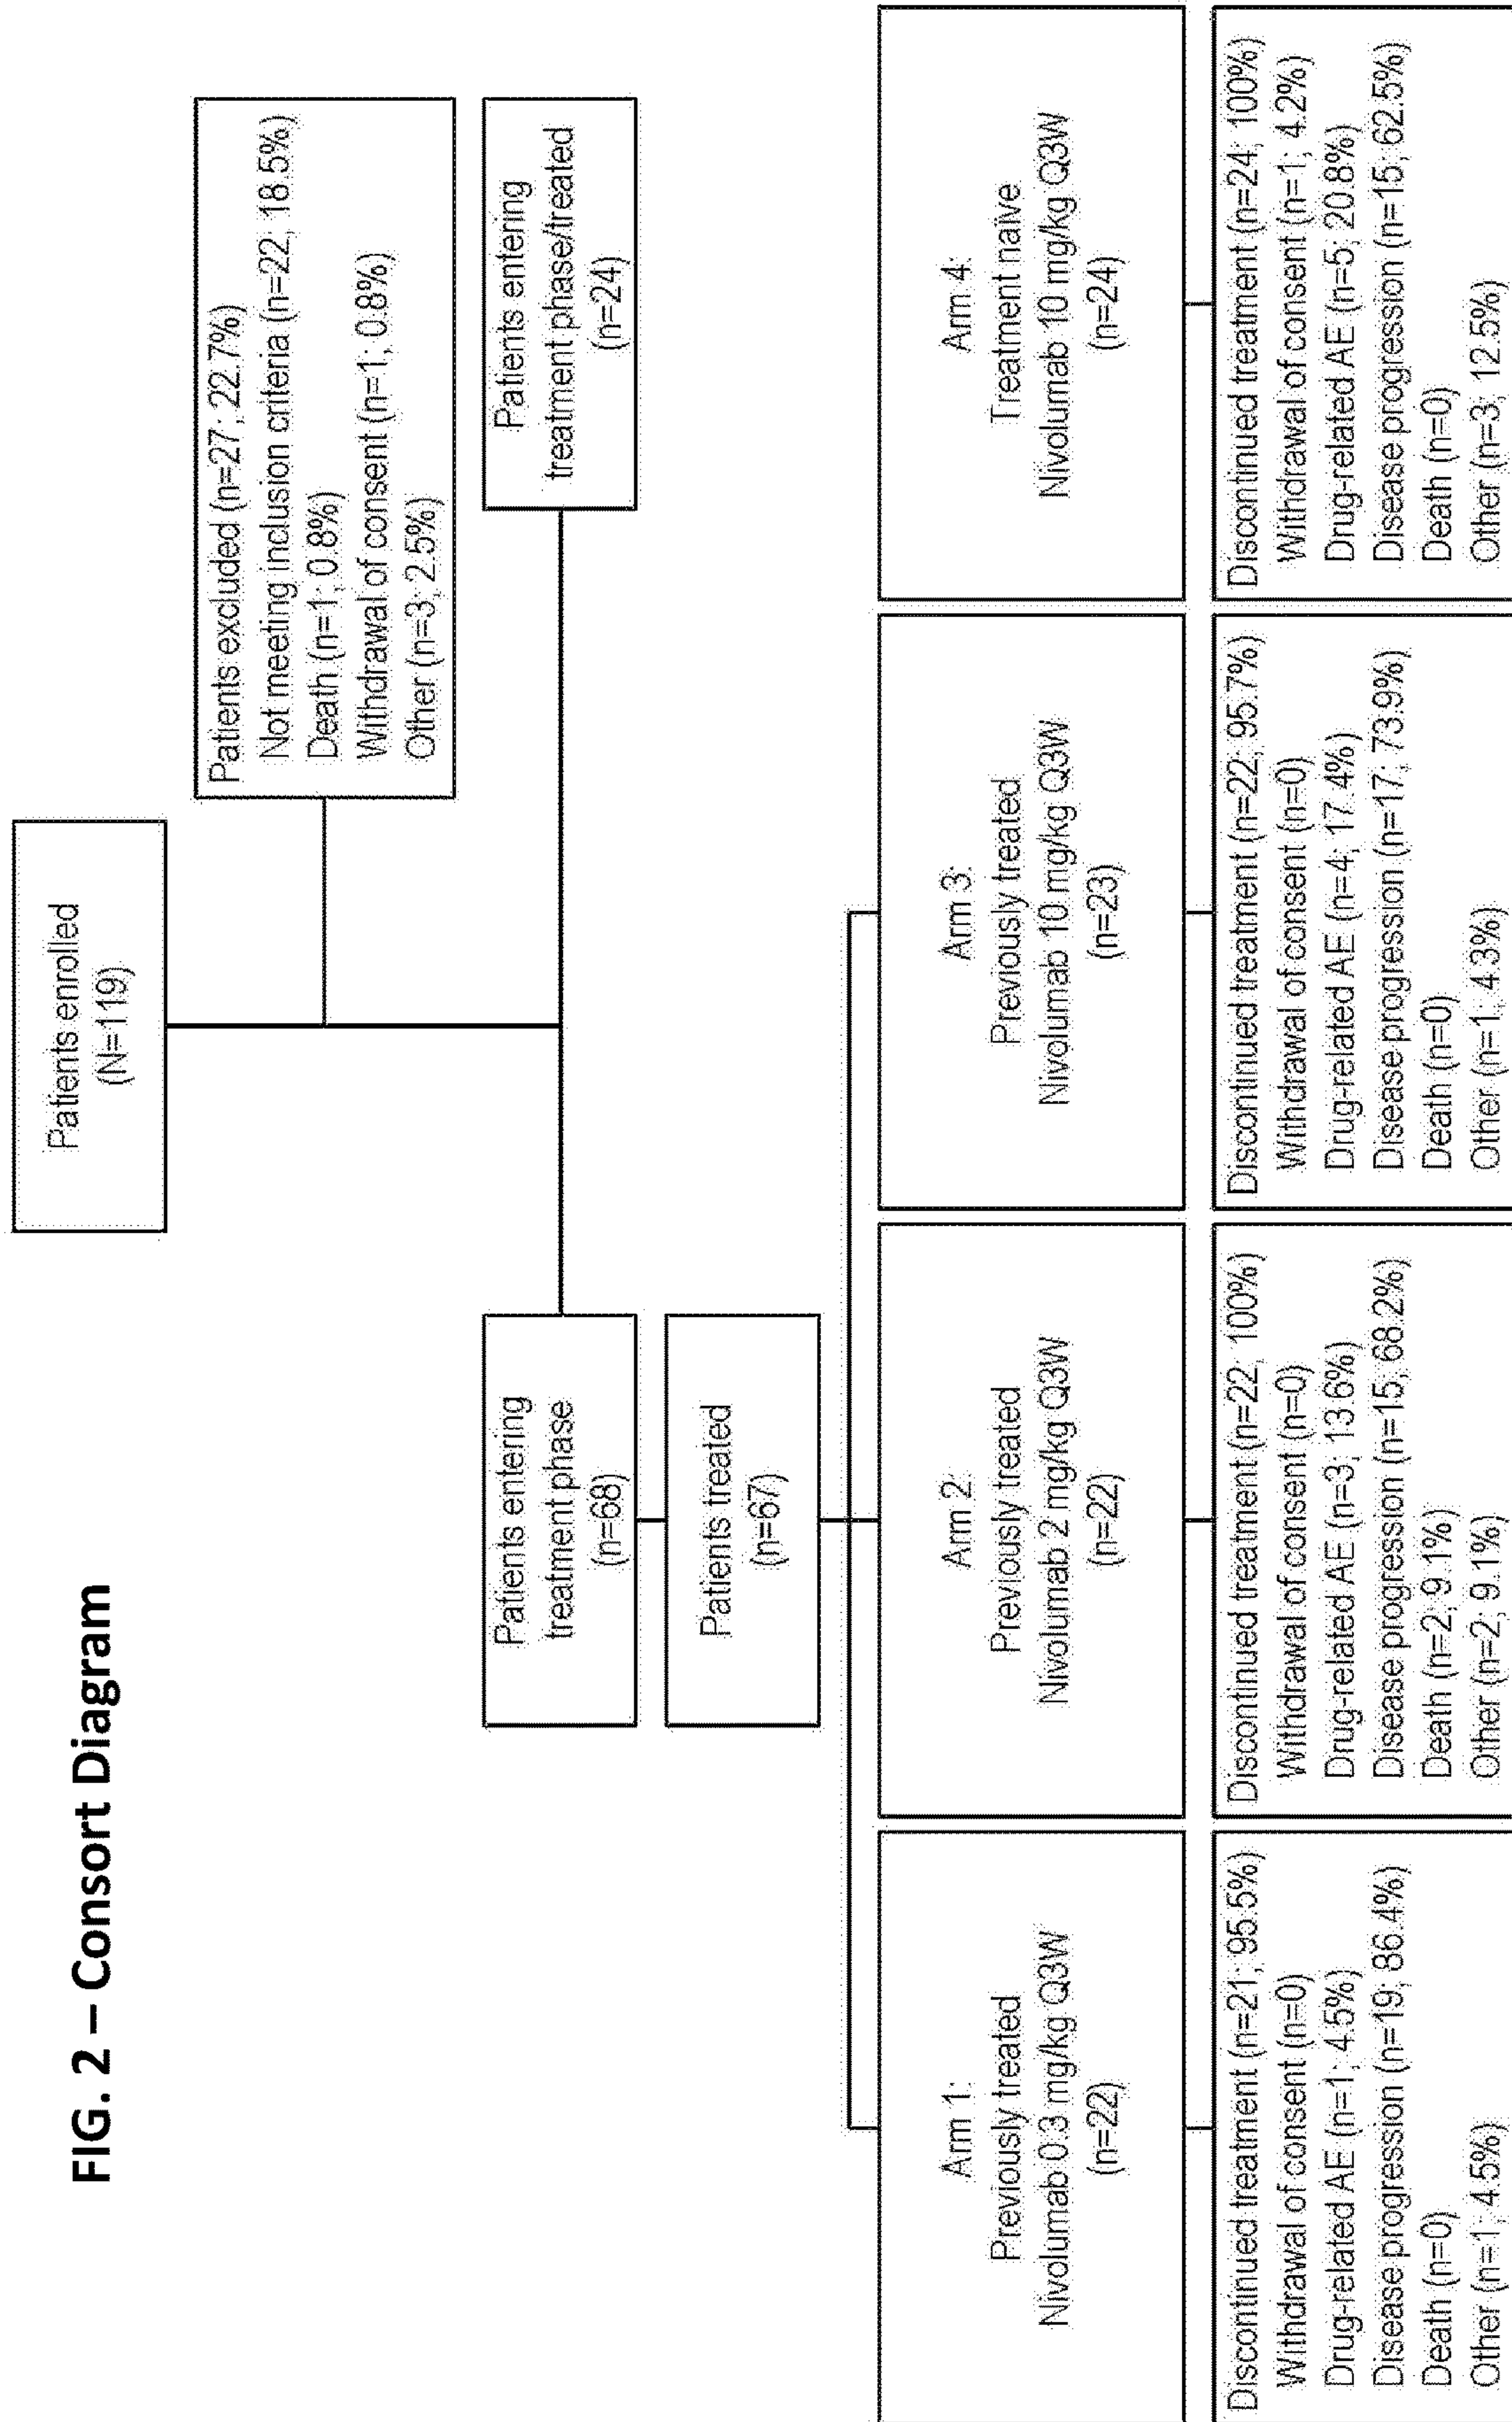 FIG. 2 – Consort Diagram
Patients enrolled
(N=119)
Patients excluded (n=27; 22.7%)
Not meeting inclusion criteria (n=22; 18.5%)
Death (n=1; 0.8%)
Withdrawal of consent (n=1; 0.8%)
Other (n=3; 2.5%)
Patients entering
treatment phase
(n=68)
Patients entering
treatment phase/treated
(n=24)
Patients treated
(n=67)
Arm 1:
Previously treated
Nivolumab 0.3 mg/kg Q3W
(n=22)
Arm 2:
Previously treated
Nivolumab 2 mg/kg Q3W
(n=22)
Arm 3:
Previously treated
Nivolumab 10 mg/kg Q3W
(n=23)
Arm 4:
Treatment naïve
Nivolumab 10 mg/kg Q3W
(n=24)
Discontinued treatment (n=21; 95.5%)
Withdrawal of consent (n=0)
Drug-related AE (n=1; 4.5%)
Disease progression (n=19; 86.4%)
Death (n=0)
Other (n=1; 4.5%)
Discontinued treatment (n=22; 100%)
Withdrawal of consent (n=0)
Drug-related AE (n=3; 13.6%)
Disease progression (n=15; 68.2%)
Death (n=2; 9.1%)
Other (n=2; 9.1%)
Discontinued treatment (n=22; 95.7%)
Withdrawal of consent (n=0)
Drug-related AE (n=4; 17.4%)
Disease progression (n=17; 73.9%)
Death (n=0)
Other (n=1; 4.3%)
Discontinued treatment (n=24; 100%)
Withdrawal of consent (n=1; 4.2%)
Drug-related AE (n=5; 20.8%)
Disease progression (n=15; 62.5%)
Death (n=0)
Other (n=3; 12.5%)